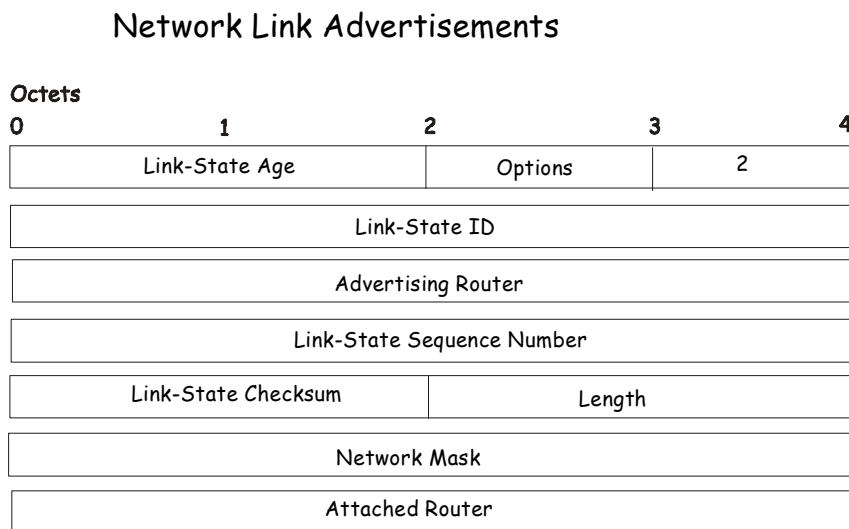 Network Link Advertisements
Octets
0 1 2 3 4
Link-State Age Options 2
Link-State ID
Advertising Router
Link-State Sequence Number
Link-State Checksum Length
Network Mask
Attached Router